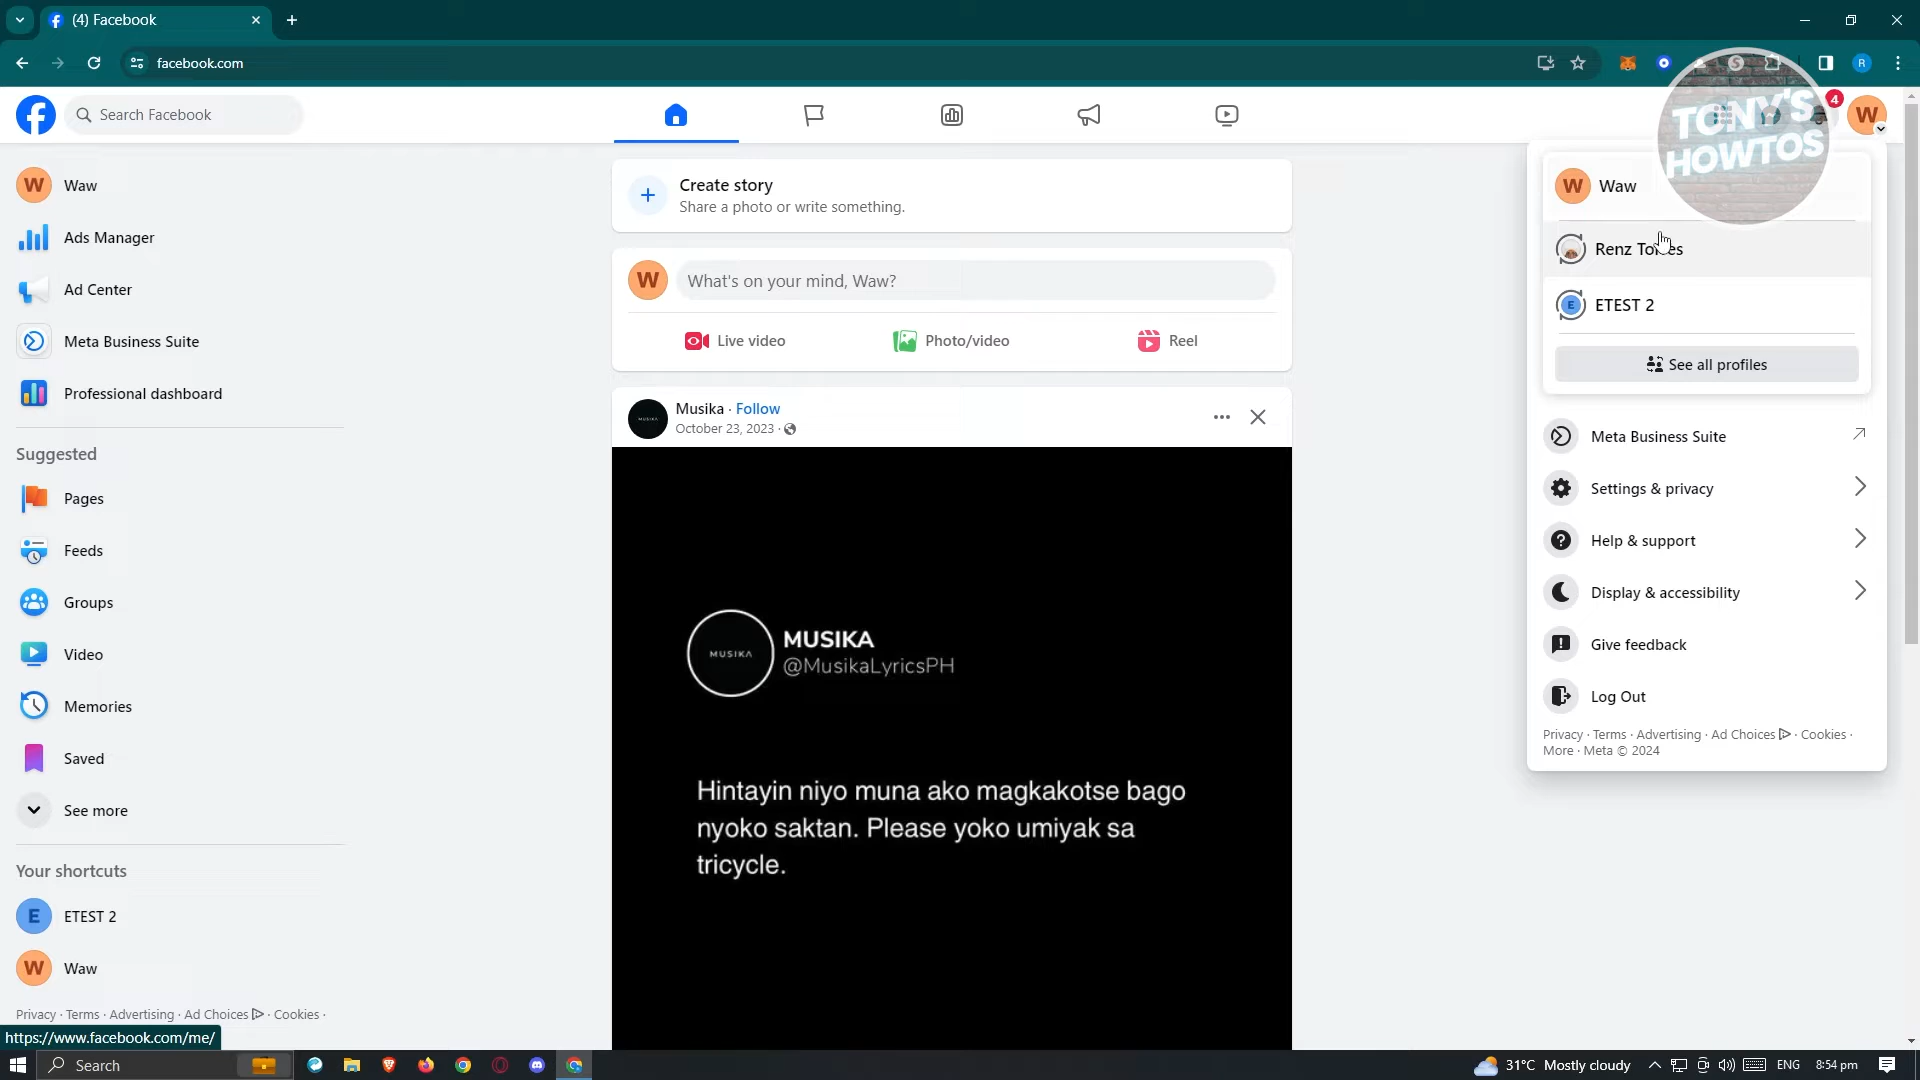 (4) Facebook
facebook.com
R
Search Facebook
4
W
TONY'S
HOWTOS
W Waw
Ads Manager
Ad Center
Meta Business Suite
Professional dashboard
Suggested
Pages
Feeds
Groups
Video
Memories
Saved
See more
Your shortcuts
E ETEST 2
W Waw
Privacy · Terms · Advertising · Ad Choices · Cookies ·
https://www.facebook.com/me/
Create story
Share a photo or write something.
W What's on your mind, Waw?
Live video
Photo/video
Reel
Musika · Follow
October 23, 2023 ·
MUSIKA
MUSIKA
@MusikaLyricsPH
Hintayin niyo muna ako magkakotse bago
nyoko saktan. Please yoko umiyak sa
tricycle.
W Waw
Renz Torres
E ETEST 2
See all profiles
Meta Business Suite
Settings & privacy
Help & support
Display & accessibility
Give feedback
Log Out
Privacy · Terms · Advertising · Ad Choices · Cookies ·
More · Meta © 2024
Search
31°C Mostly cloudy
ENG
8:54 pm